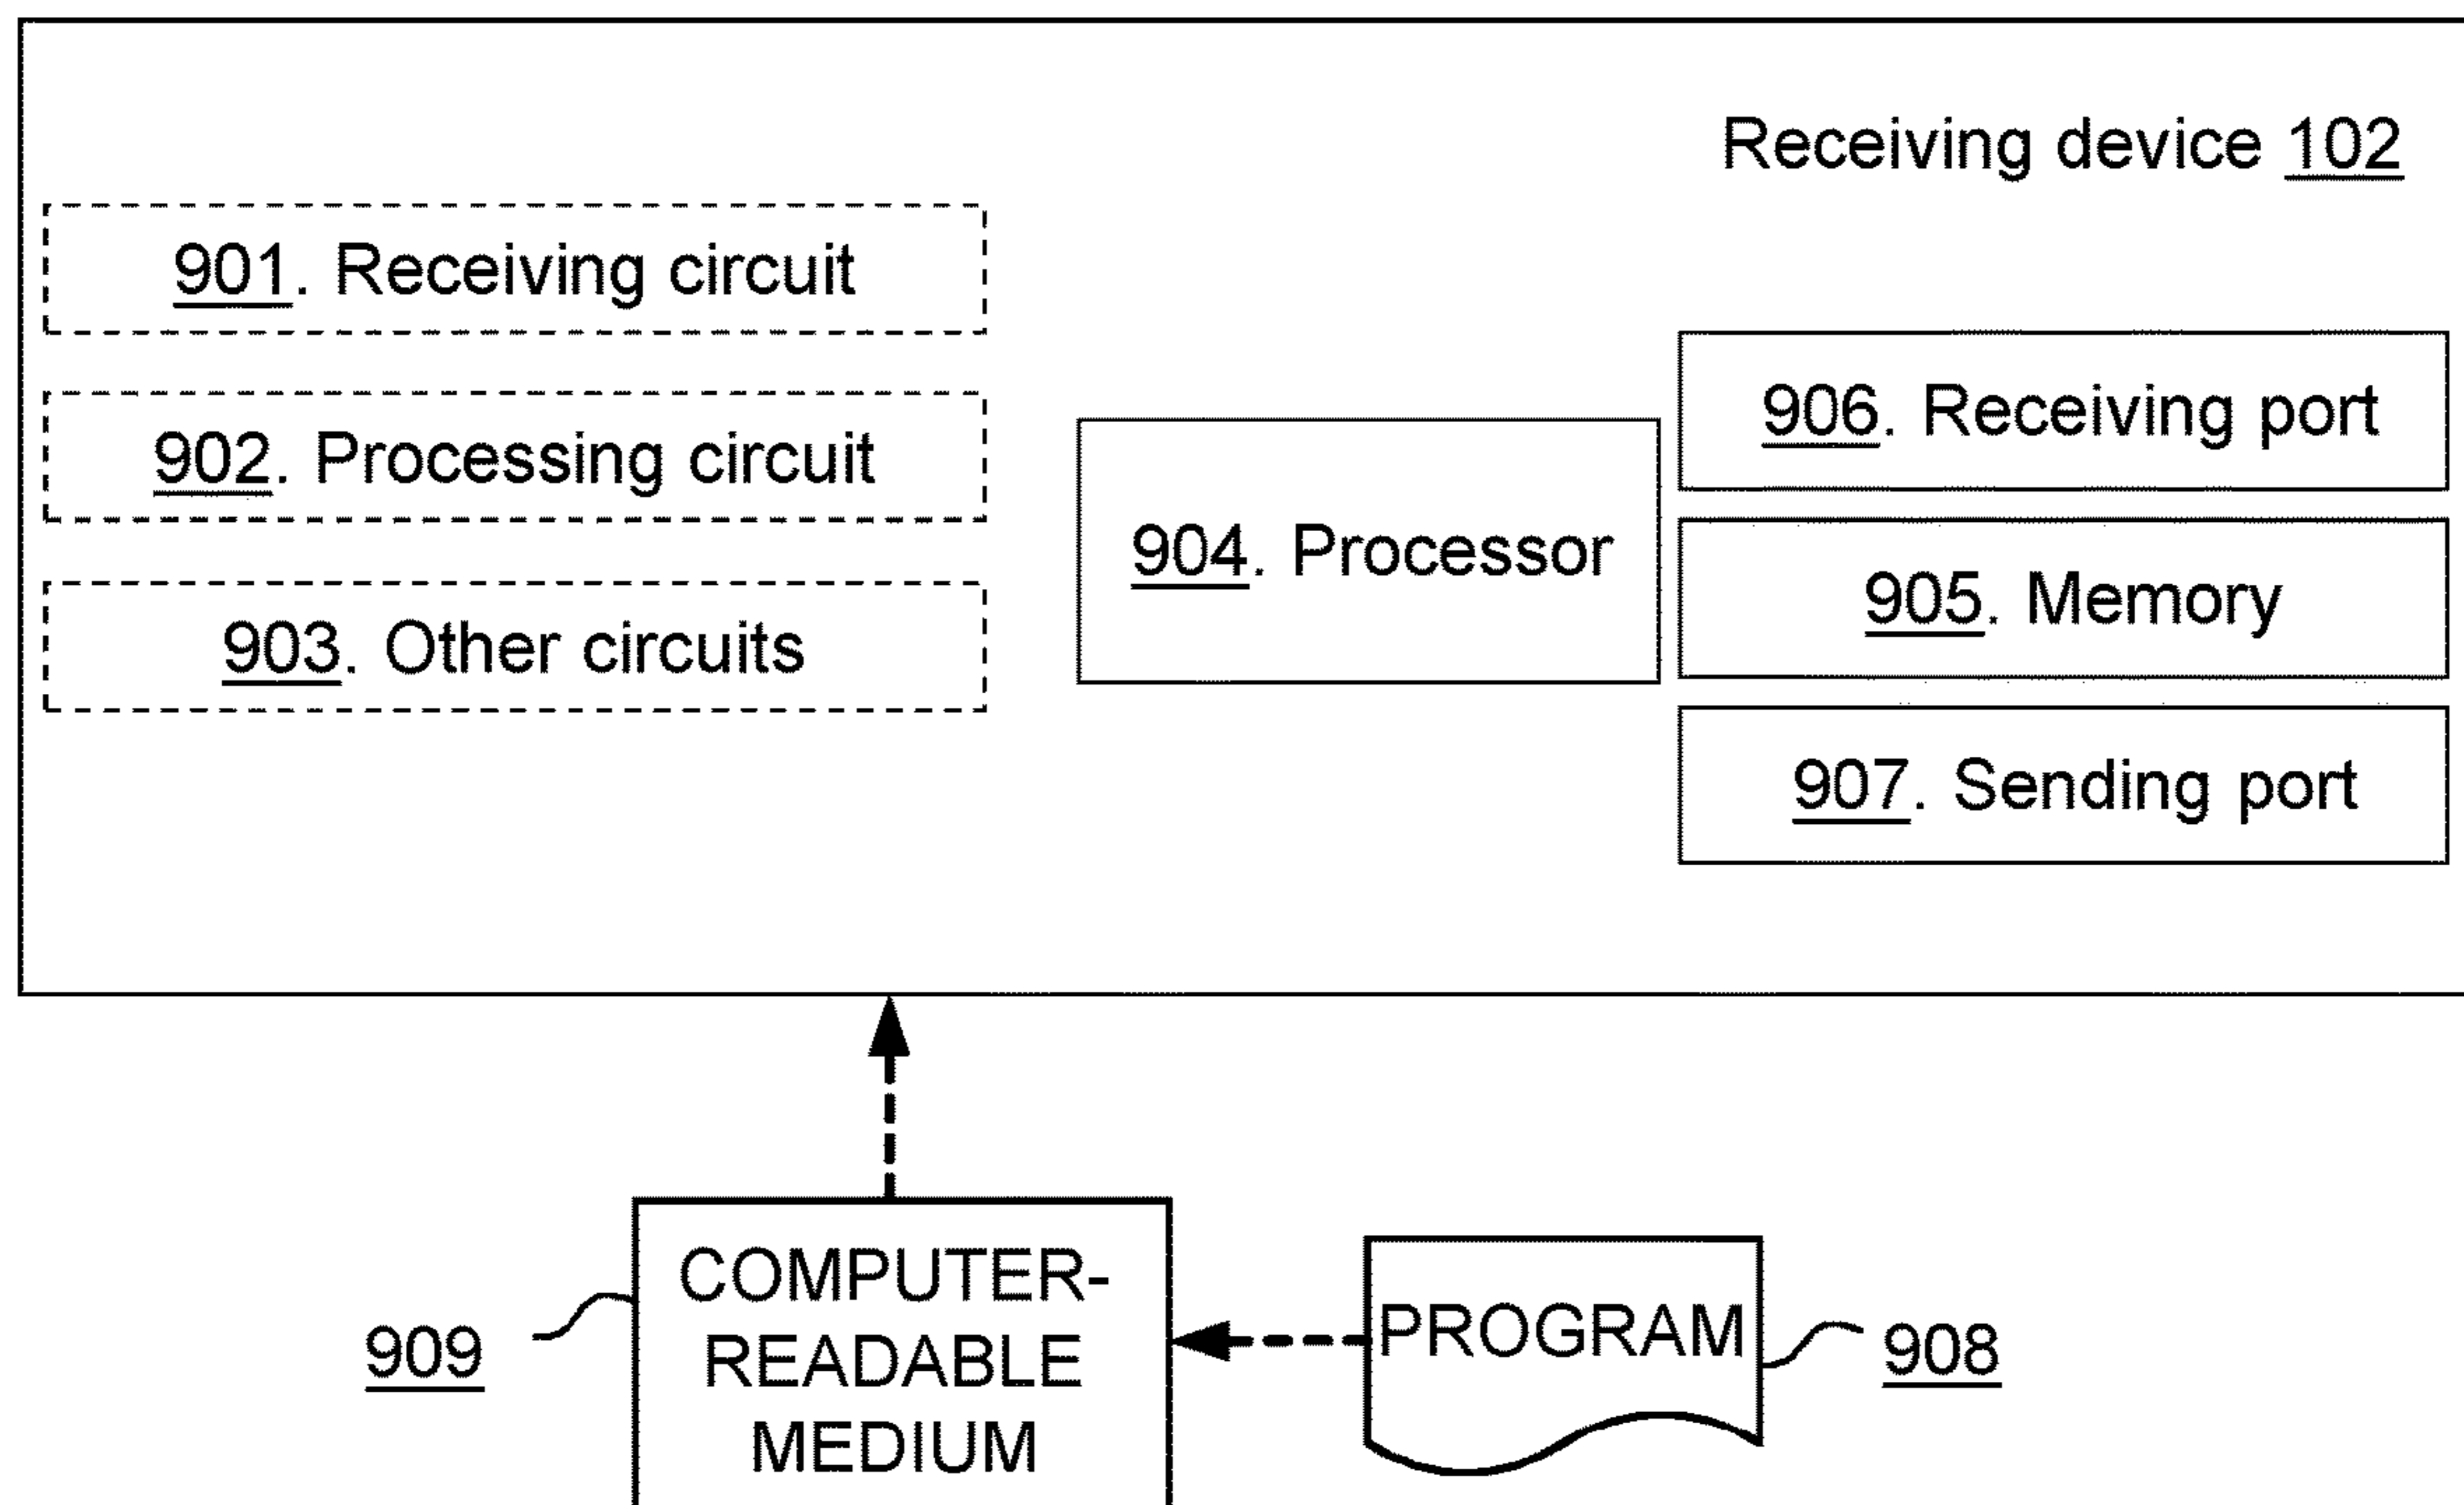 Receiving device 102
901. Receiving circuit
902. Processing circuit
903. Other circuits
904. Processor
906. Receiving port
905. Memory
907. Sending port
COMPUTER-
READABLE
MEDIUM
909
PROGRAM
908